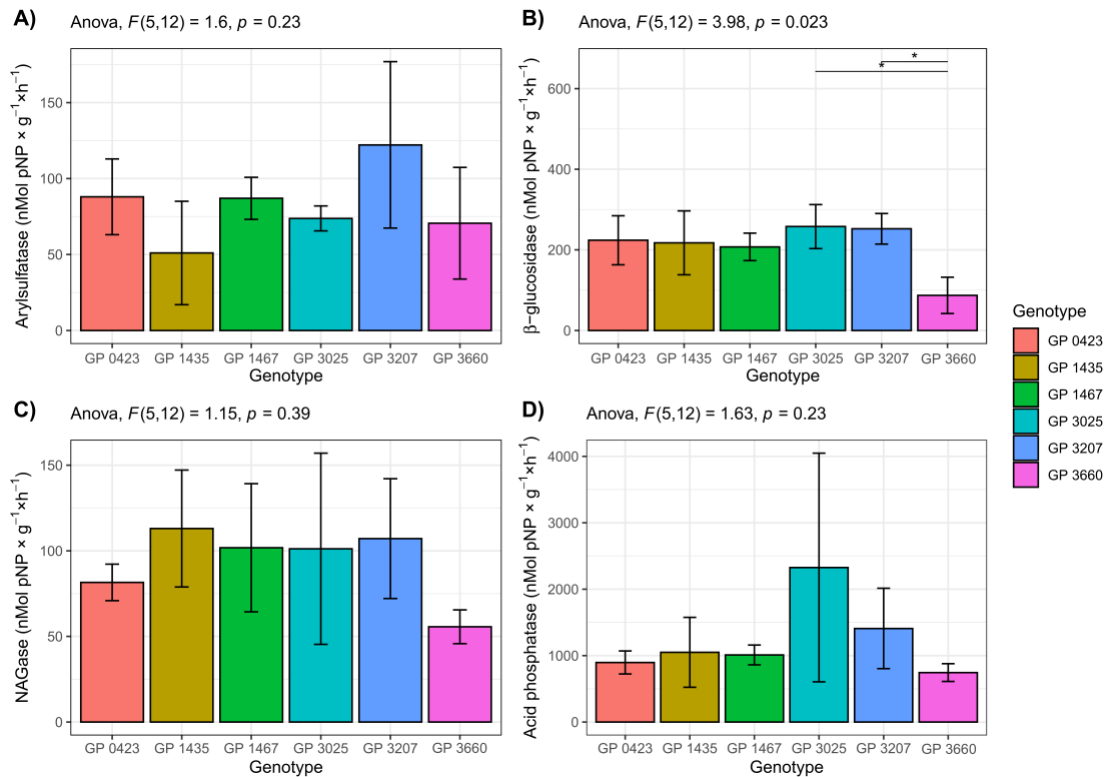 A) Anova, F(5,12) = 1.6, p = 0.23
Arylsulfatase (nMol pNP × g⁻¹×h⁻¹)
150
100
50
0
GP 0423 GP 1435 GP 1467 GP 3025 GP 3207 GP 3660
Genotype
B) Anova, F(5,12) = 3.98, p = 0.023
β−glucosidase (nMol pNP × g⁻¹×h⁻¹)
600
400
200
0
*
*
GP 0423 GP 1435 GP 1467 GP 3025 GP 3207 GP 3660
Genotype
C) Anova, F(5,12) = 1.15, p = 0.39
NAGase (nMol pNP × g⁻¹×h⁻¹)
150
100
50
0
GP 0423 GP 1435 GP 1467 GP 3025 GP 3207 GP 3660
Genotype
D) Anova, F(5,12) = 1.63, p = 0.23
Acid phosphatase (nMol pNP × g⁻¹×h⁻¹)
4000
3000
2000
1000
0
GP 0423 GP 1435 GP 1467 GP 3025 GP 3207 GP 3660
Genotype
Genotype
GP 0423
GP 1435
GP 1467
GP 3025
GP 3207
GP 3660